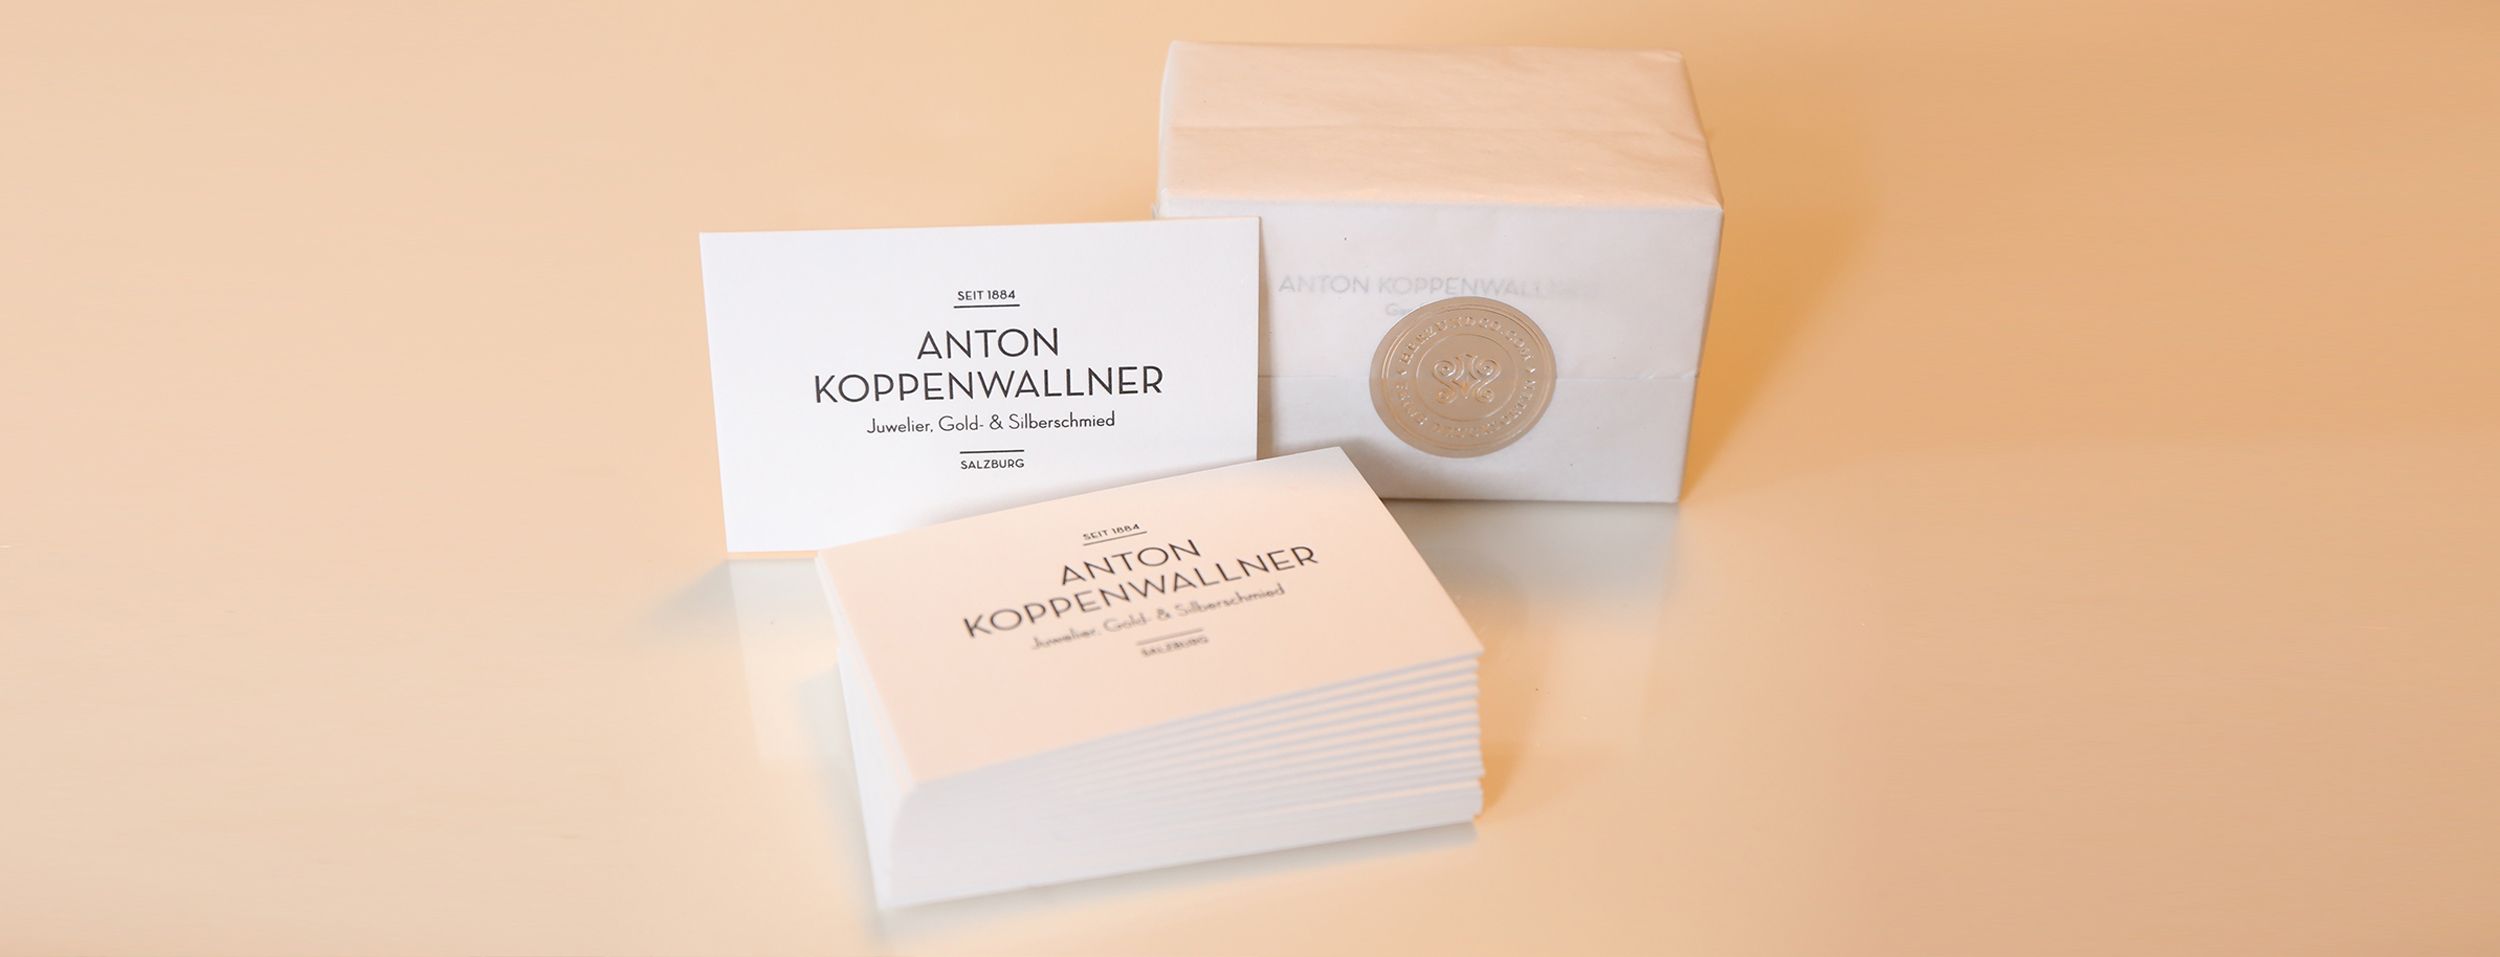 SEIT 1884
ANTON
KOPPENWALLNER
Juwelier, Gold- & Silberschmied
SALZBURG
ANTON KOPPENWALLNER
SEIT 1884
ANTON
KOPPENWALLNER
Juwelier, Gold- & Silberschmied
SALZBURG